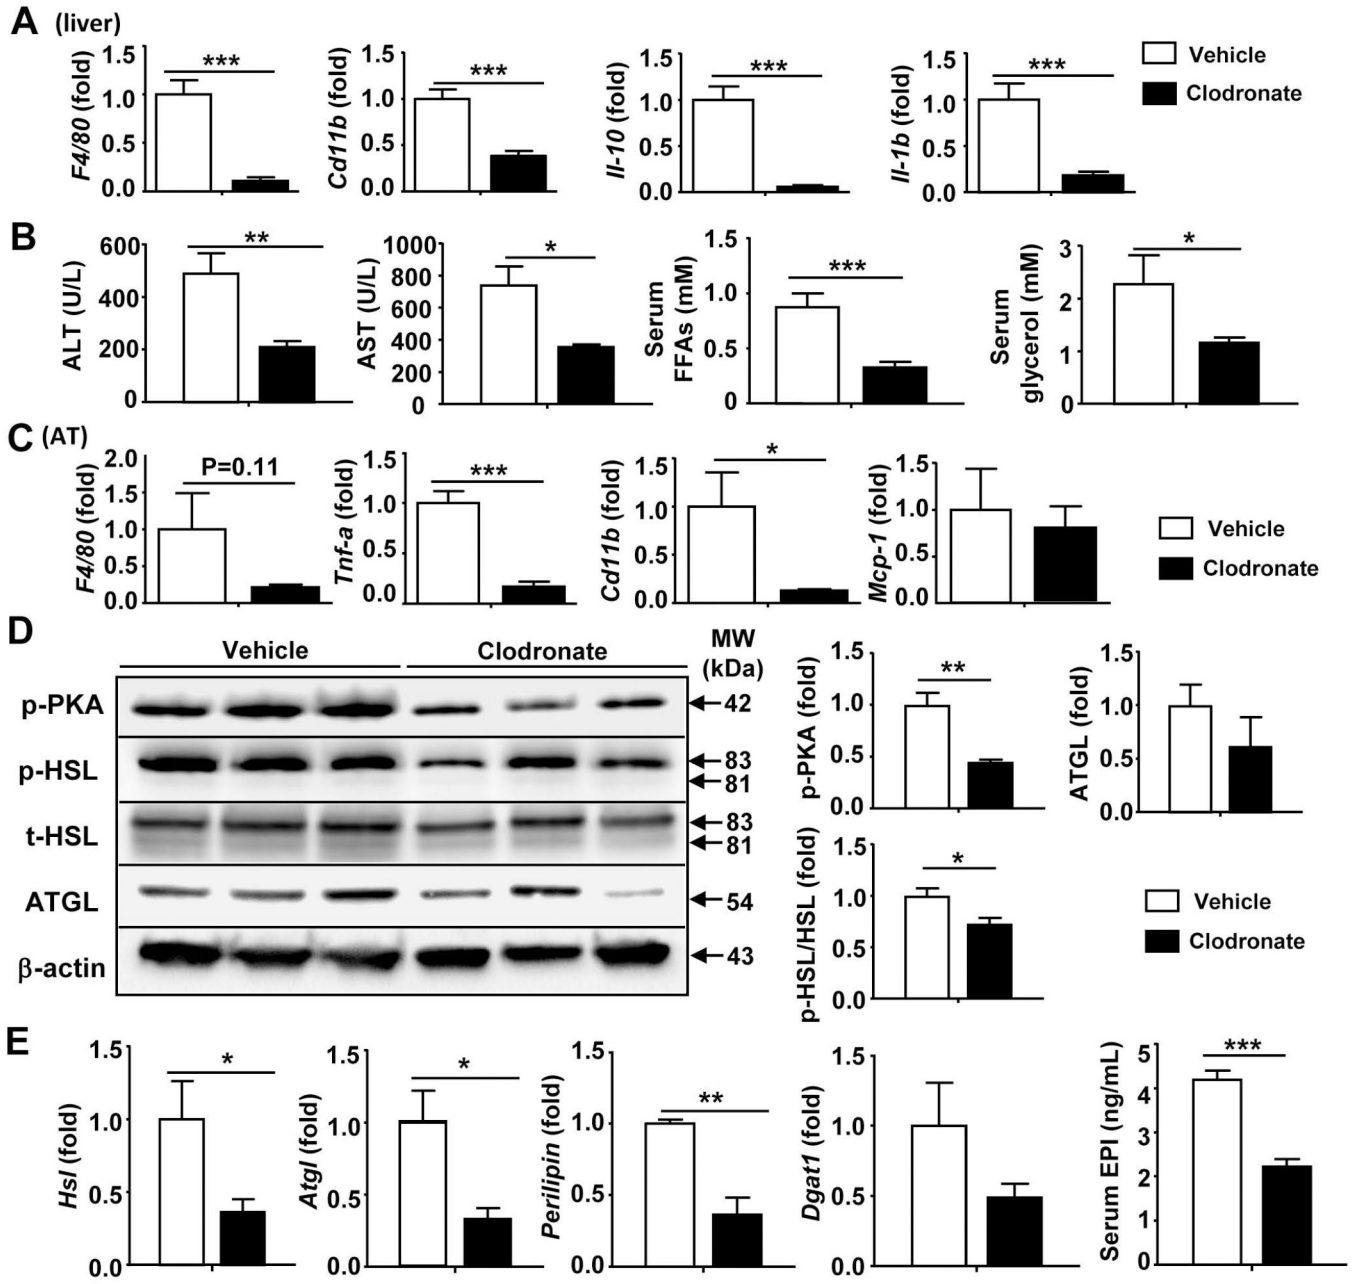 A (liver)
F4/80 (fold)
1.5
1.0
0.5
0.0
***
Cd11b (fold)
1.5
1.0
0.5
0.0
***
Il-10 (fold)
1.5
1.0
0.5
0.0
***
Il-1b (fold)
1.5
1.0
0.5
0.0
***
Vehicle
Clodronate
B
ALT (U/L)
600
400
200
0
**
AST (U/L)
1000
800
600
400
200
0
*
Serum
FFAs (mM)
1.5
1.0
0.5
0
***
Serum
glycerol (mM)
3
2
1
0
*
C (AT)
F4/80 (fold)
2.0
1.5
1.0
0.5
0.0
P=0.11
Tnf-a (fold)
1.5
1.0
0.5
0.0
***
Cd11b (fold)
1.5
1.0
0.5
0.0
*
Mcp-1 (fold)
1.5
1.0
0.5
0.0
Vehicle
Clodronate
D
Vehicle
Clodronate
MW
(kDa)
p-PKA
42
p-HSL
83
81
t-HSL
83
81
ATGL
54
β-actin
43
p-PKA (fold)
1.5
1.0
0.5
0.0
**
ATGL (fold)
1.5
1.0
0.5
0.0
p-HSL/HSL (fold)
1.5
1.0
0.5
0.0
*
Vehicle
Clodronate
E
Hsl (fold)
1.5
1.0
0.5
0.0
*
Atgl (fold)
1.5
1.0
0.5
0.0
*
Perilipin (fold)
1.5
1.0
0.5
0.0
**
Dgat1 (fold)
1.5
1.0
0.5
0.0
Serum EPI (ng/mL)
5
4
3
2
1
0
***